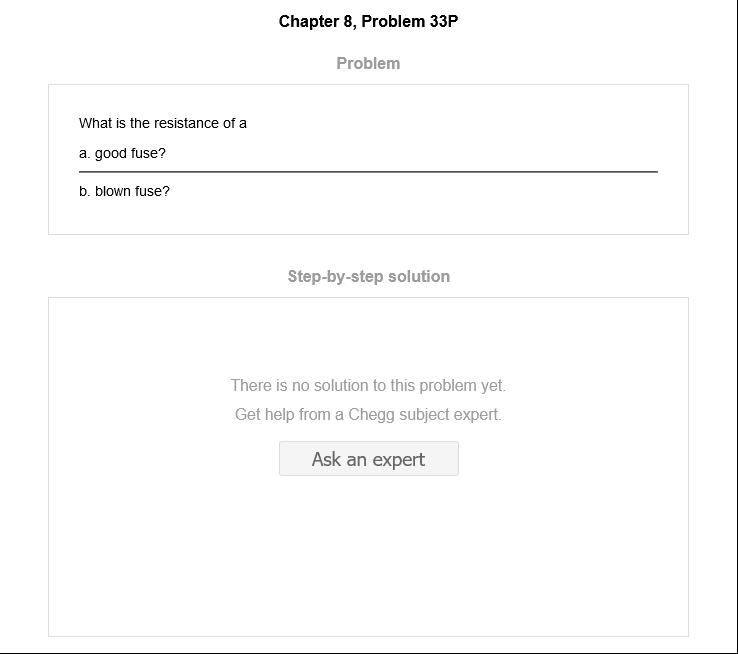 Chapter 8, Problem 33P
Problem
What is the resistance of a
a. good fuse?
b. blown fuse?
Step-by-step solution
There is no solution to this problem yet.
Get help from a Chegg subject expert.
Ask an expert